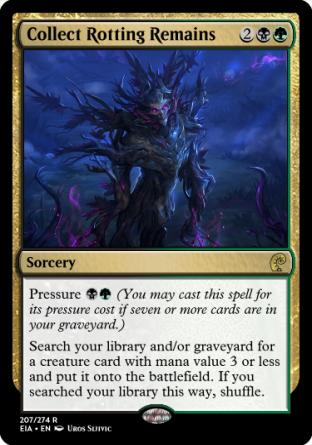 Collect Rotting Remains 2
Sorcery
Pressure (You may cast this spell for
its pressure cost if seven or more cards are in
your graveyard.)
Search your library and/or graveyard for
a creature card with mana value 3 or less
and put it onto the battlefield. If you
searched your library this way, shuffle.
207/274 R
EIA • EN Uros Sljivic